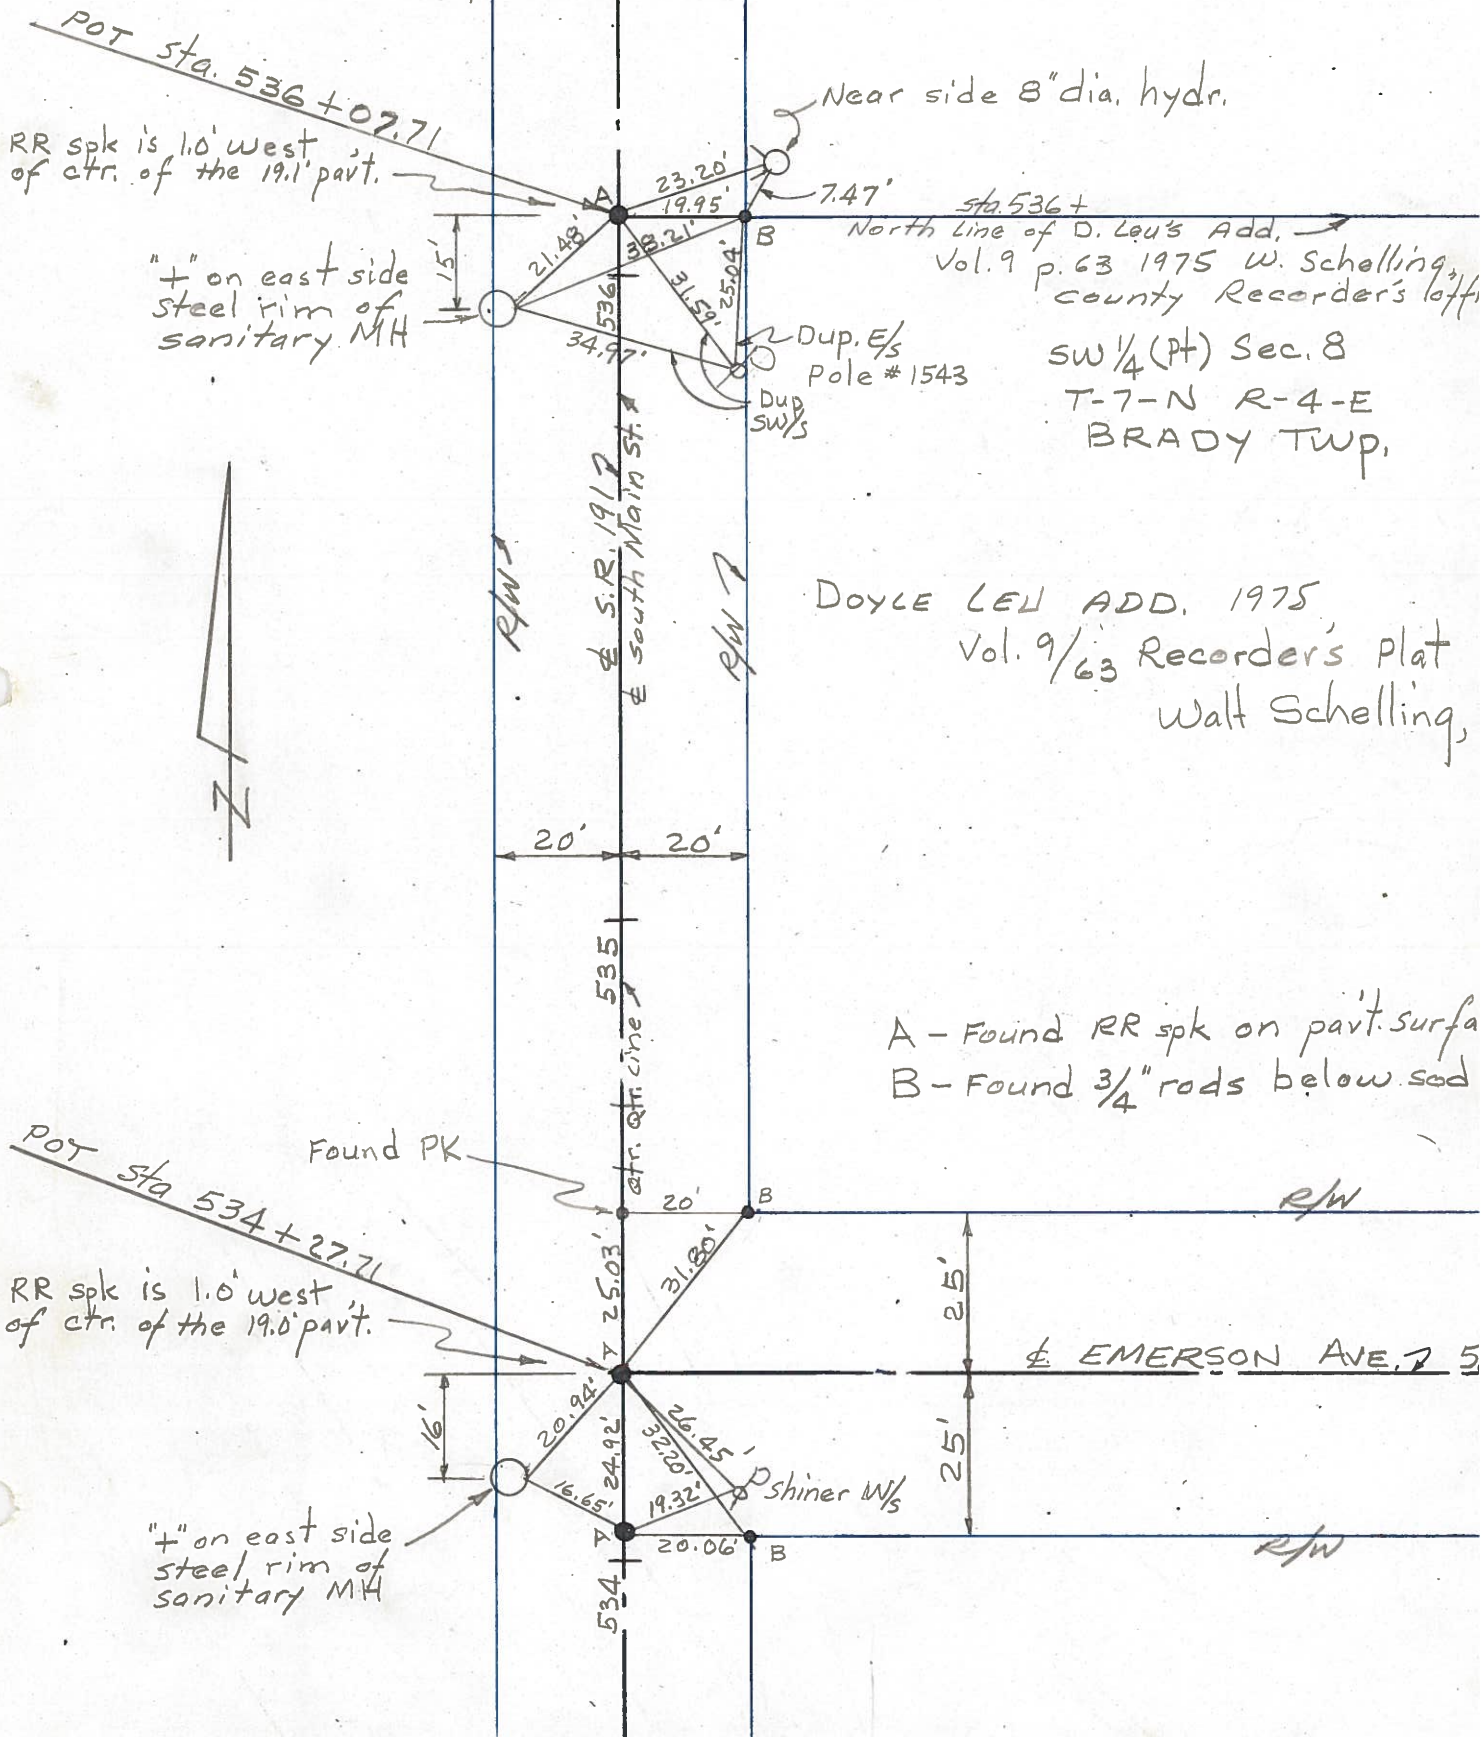 POT sta. 536 + 07.71
Near side 8" dia. hydr.
RR spk is 1.0' west
of ctr. of the 19.1' pav't.
A
23.20'
19.95'
7.47'
B
sta. 536 +
North Line of D. Leu's Add.
Vol. 9 p. 63 1975 W. Schelling,
County Recorder's
15'
21.48'
38.21'
"+" on east side
steel rim of
sanitary MH
536
31.59'
25.04'
34.97'
Dup. E/s
Pole # 1543
Dup
SW/s
SW 1/4 (Pt) Sec. 8
T-7-N R-4-E
BRADY TWP.
R/W
℄ S.R. 191
℄ South Main St.
R/W
DOYLE LEU ADD. 1975
Vol. 9/63 Recorder's Plat
Walt Schelling,
N
20'
20'
535
Qtr. Qtr. Line
A - Found RR spk on pav't. surfa
B - Found 3/4" rods below sod
Found PK
POT sta 534 + 27.71
20'
B
R/W
25.03'
31.80'
25'
RR spk is 1.0' west
of ctr. of the 19.0' pav't.
A
℄ EMERSON AVE. 5
16'
20.94'
24.92'
26.45'
32.20'
25'
16.65'
19.32'
shiner W/s
A
20.06'
B
R/W
"+" on east side
steel rim of
sanitary MH
534